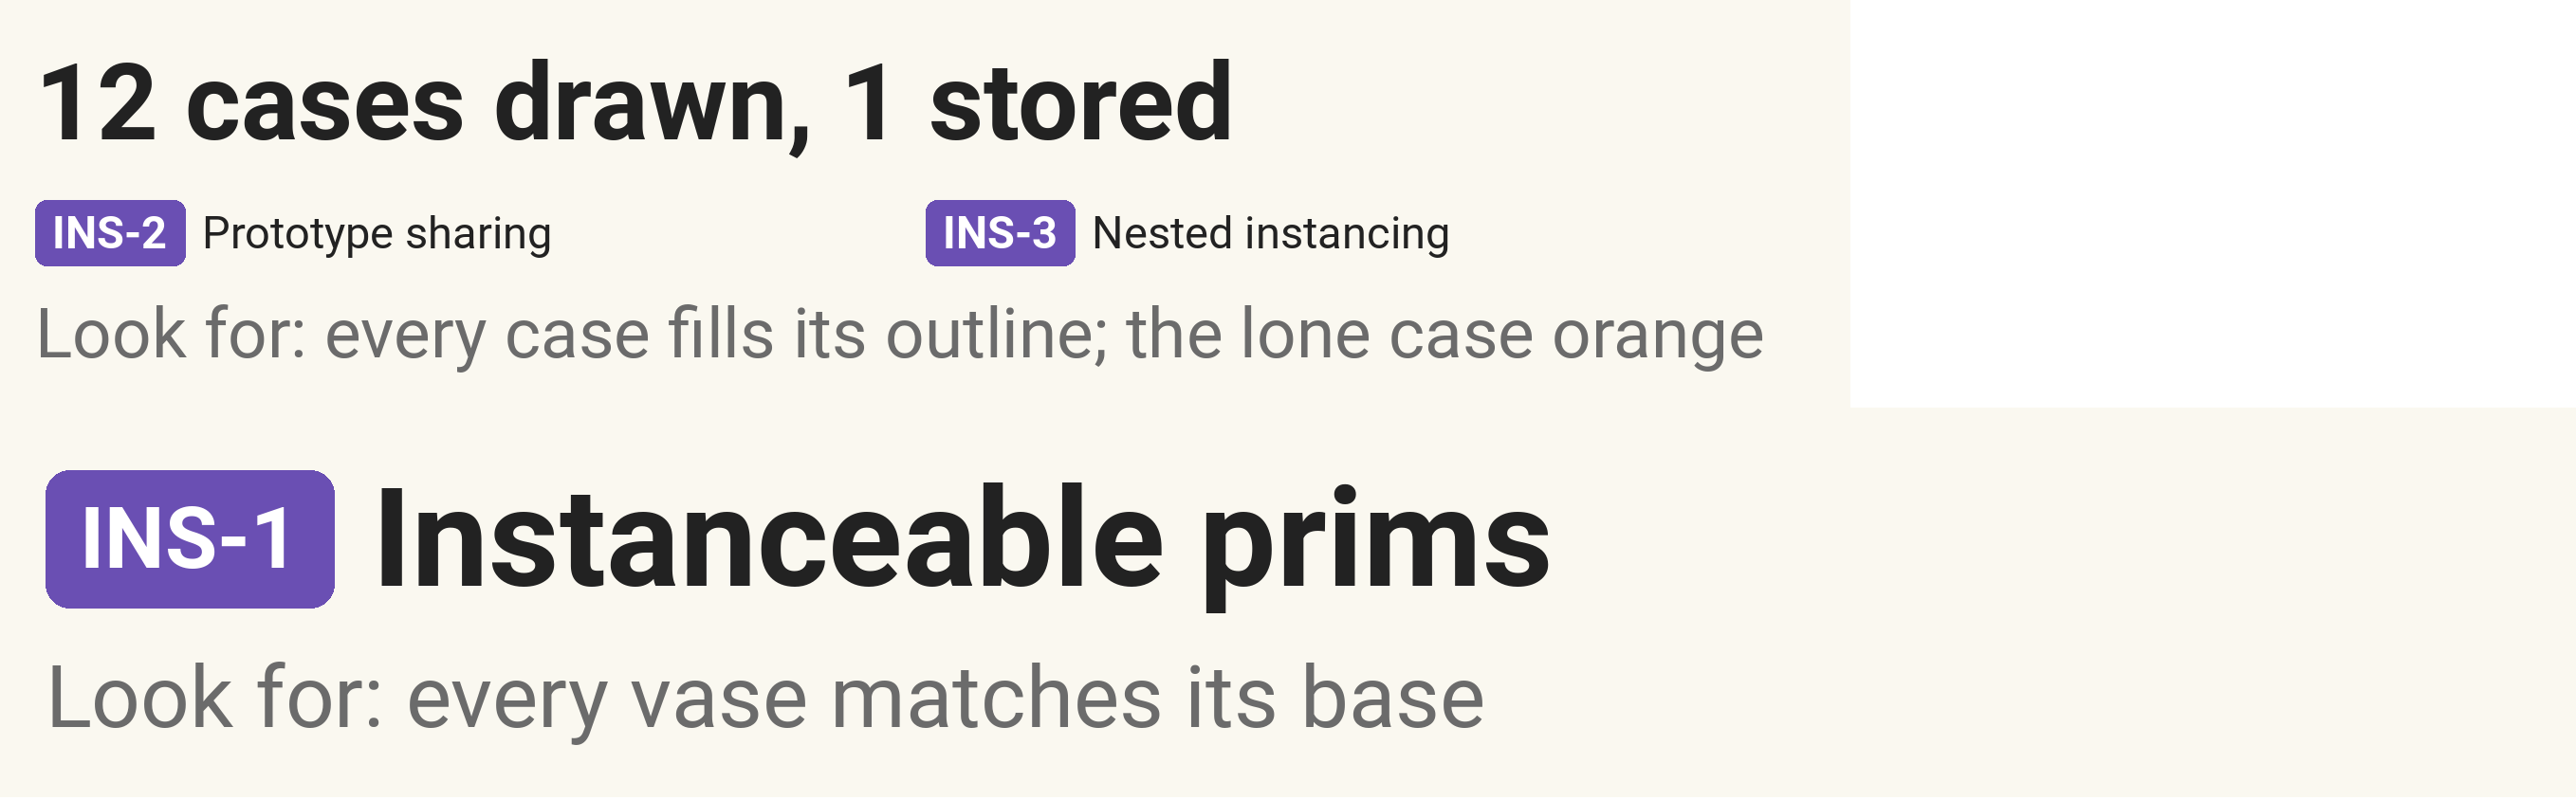 12 cases drawn, 1 stored
INS-2 Prototype sharing INS-3 Nested instancing
Look for: every case fills its outline; the lone case orange
INS-1 Instanceable prims
Look for: every vase matches its base